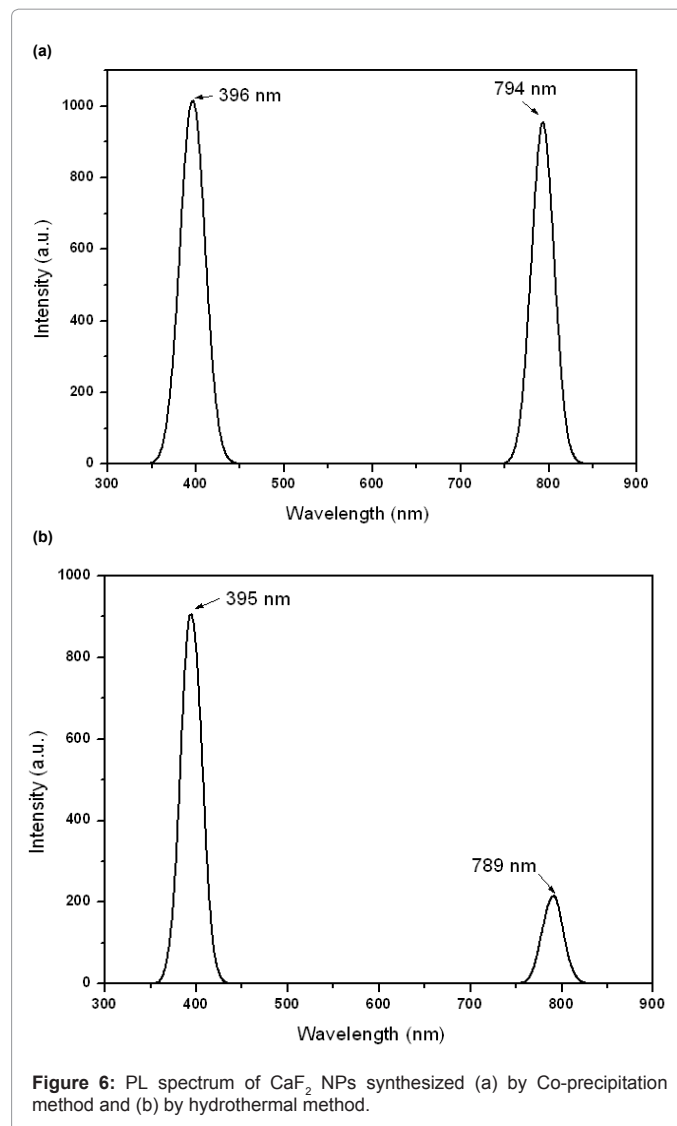 (a)
396 nm
794 nm
1000
800
600
400
200
0
Intensity (a.u.)
300 400 500 600 700 800 900
Wavelength (nm)
(b)
1000
800
600
400
200
0
395 nm
789 nm
Intensity (a.u.)
300 400 500 600 700 800 900
Wavelength (nm)
Figure 6: PL spectrum of CaF₂ NPs synthesized (a) by Co-precipitation
method and (b) by hydrothermal method.